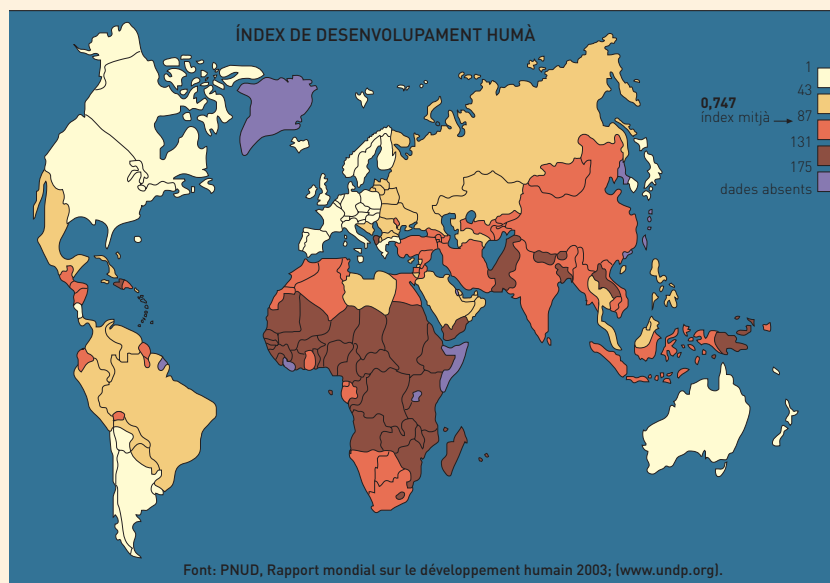 ÍNDEX DE DESENVOLUPAMENT HUMÀ
1
43
0,747
índex mitjà
87
131
175
dades absents
Font: PNUD, Rapport mondial sur le développement humain 2003; (www.undp.org).